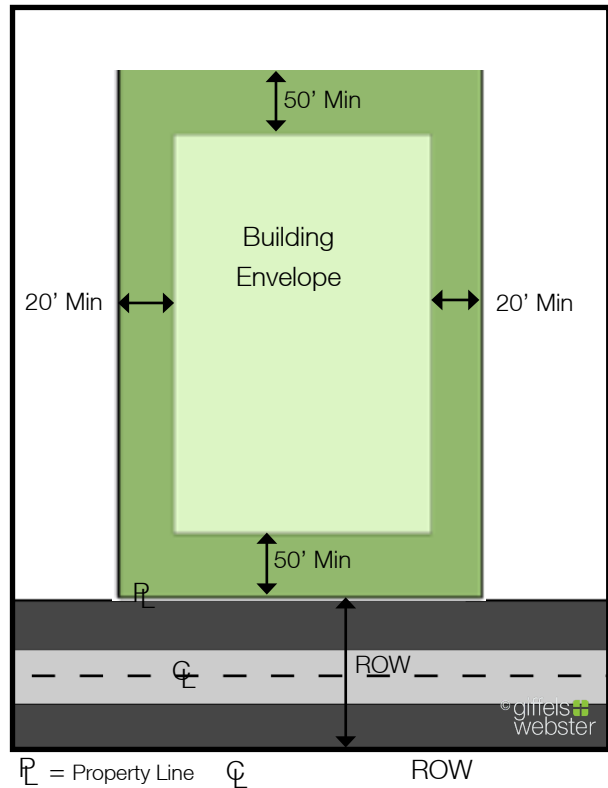 50’ Min
Building
Envelope
20’ Min
20’ Min
50’ Min
PL
CL
ROW
© giffels
webster
PL = Property Line CL ROW